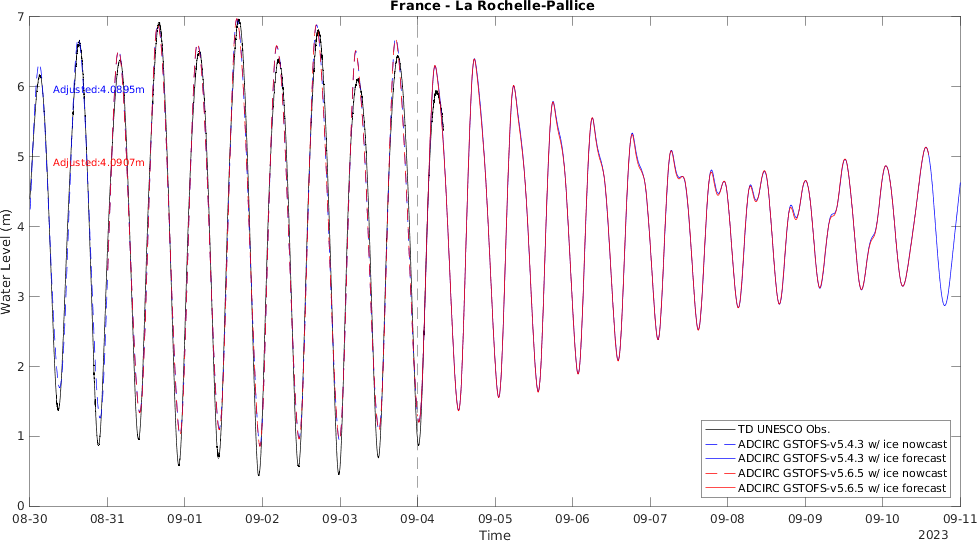 France - La Rochelle-Pallice
7
6
5
4
3
2
1
0
Water Level (m)
Adjusted:4.0895m
Adjusted:4.0907m
TD UNESCO Obs.
ADCIRC GSTOFS-v5.4.3 w/ ice nowcast
ADCIRC GSTOFS-v5.4.3 w/ ice forecast
ADCIRC GSTOFS-v5.6.5 w/ ice nowcast
ADCIRC GSTOFS-v5.6.5 w/ ice forecast
08-30 08-31 09-01 09-02 09-03 09-04 09-05 09-06 09-07 09-08 09-09 09-10 09-11
Time
2023